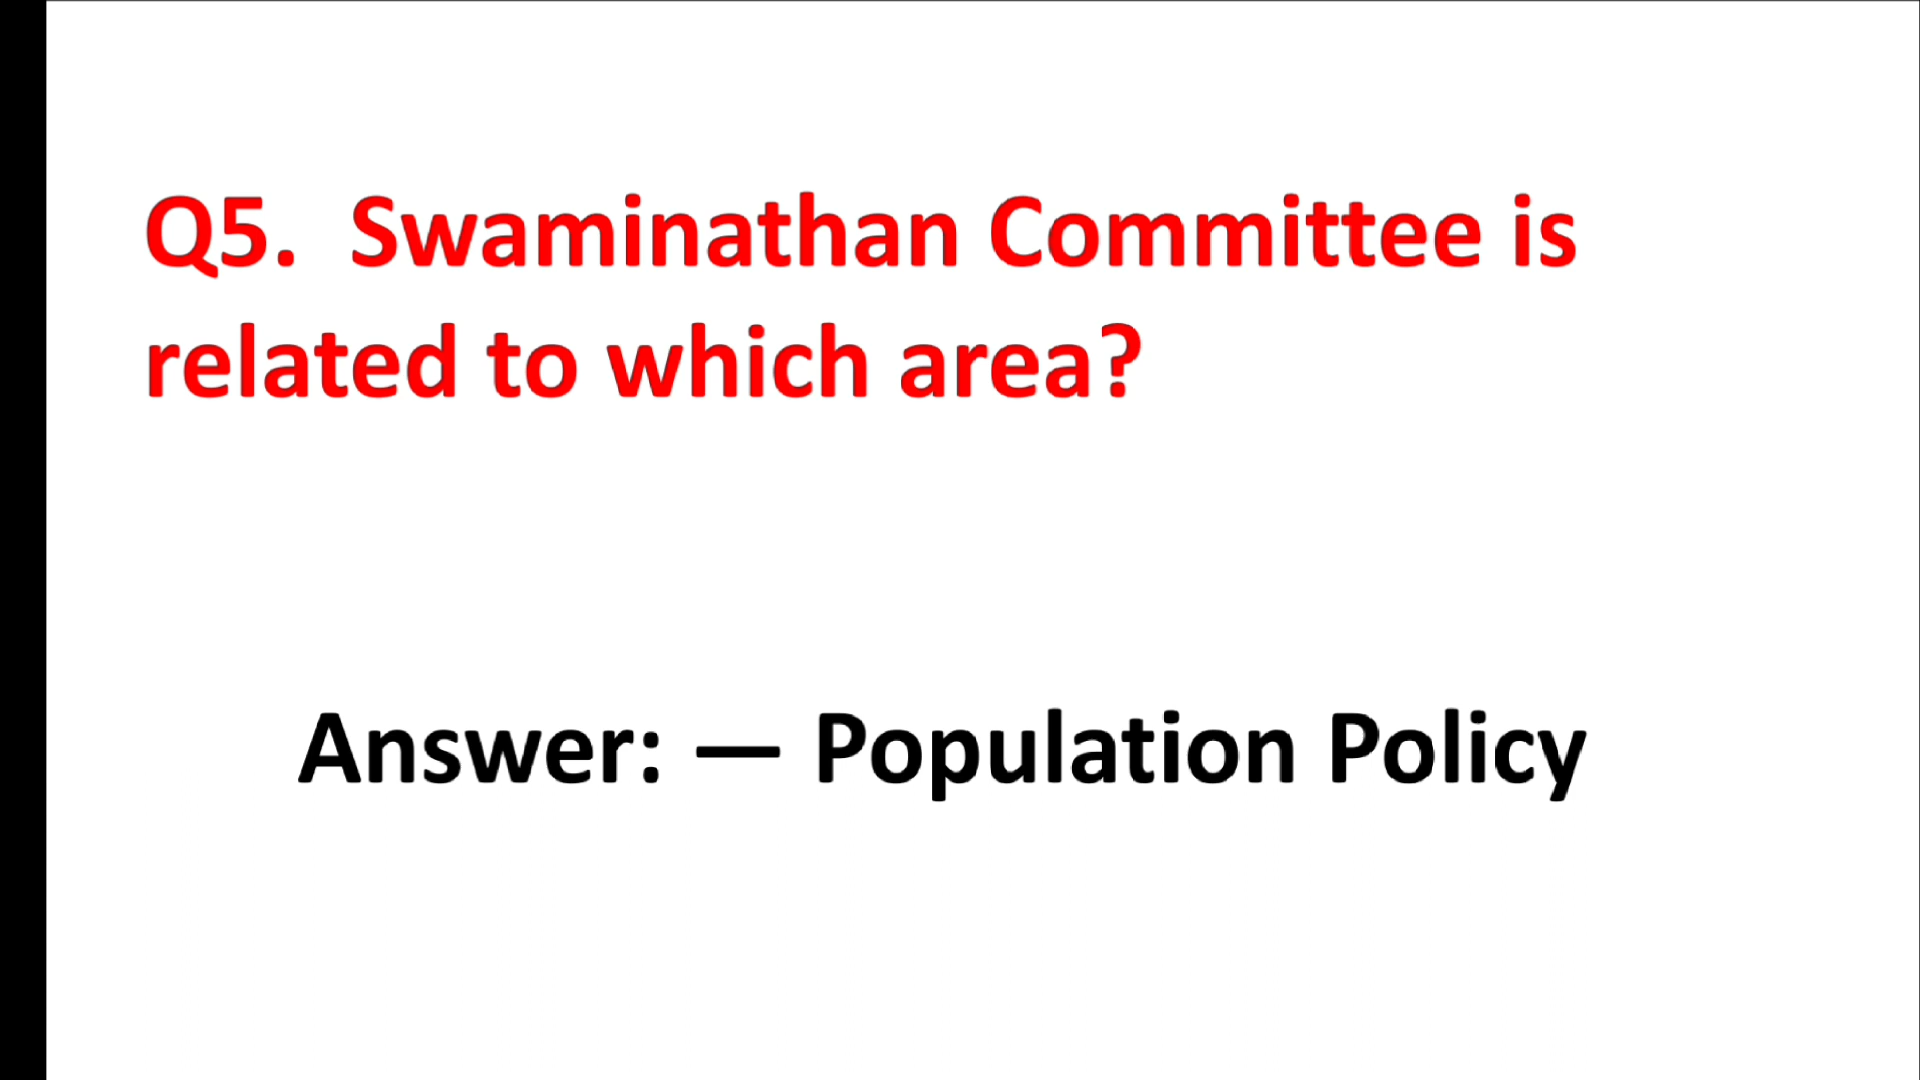 Q5.  Swaminathan Committee is
related to which area?
Answer: — Population Policy